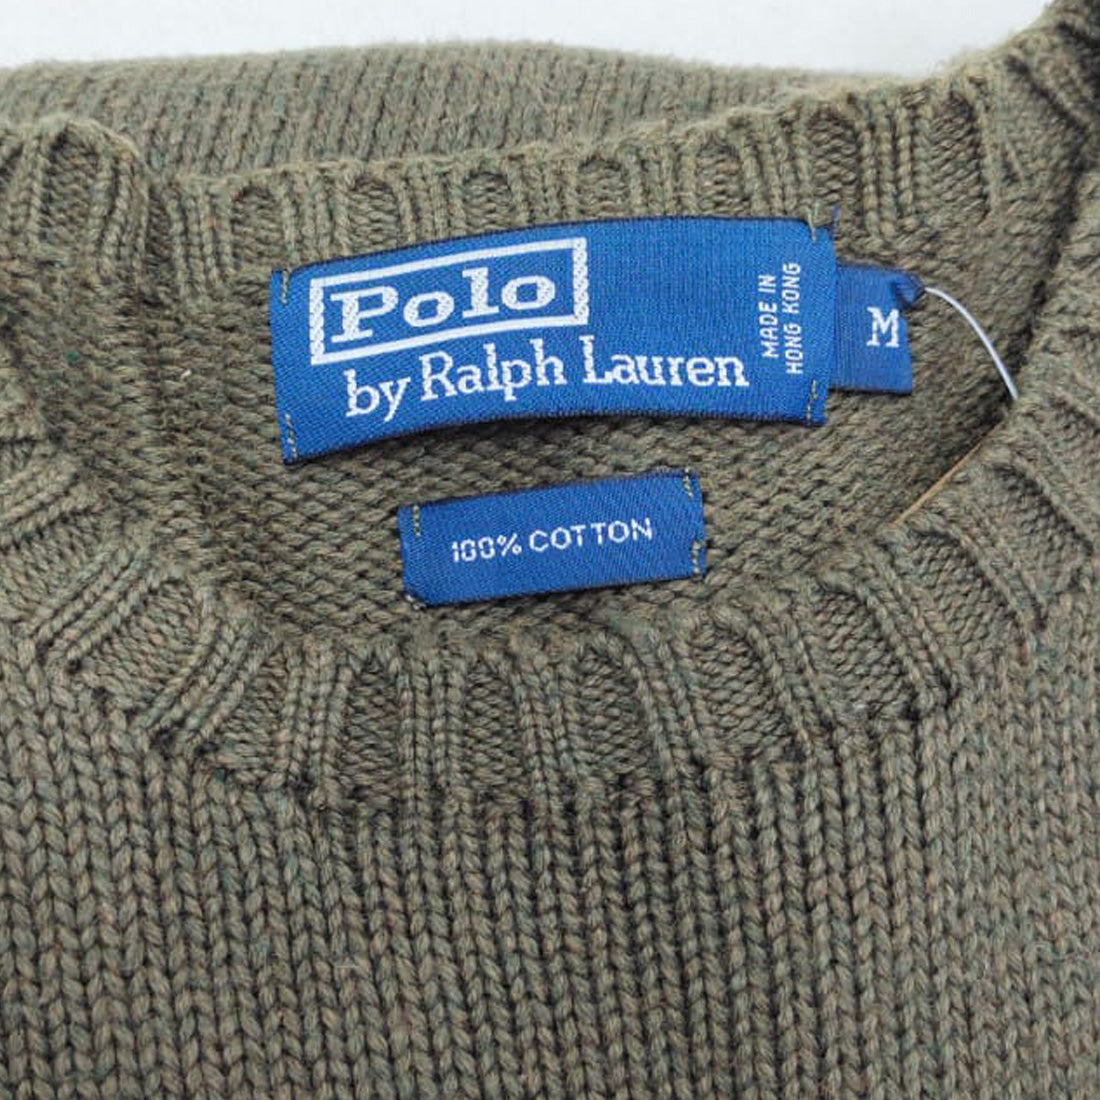 Polo
by Ralph Lauren
MADE IN
HONG KONG
M
100% COTTON